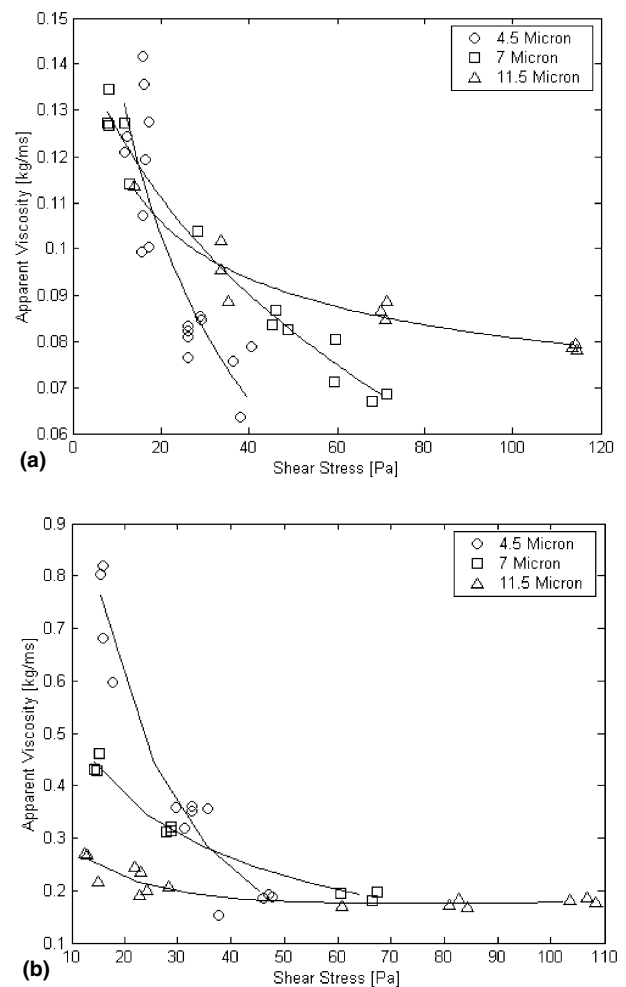 0.15
0.14
0.13
0.12
0.11
0.1
0.09
0.08
0.07
0.06
Apparent Viscosity [kg/ms]
4.5 Micron
7 Micron
11.5 Micron
0 20 40 60 80 100 120
Shear Stress [Pa]
(a)
0.9
0.8
0.7
0.6
0.5
0.4
0.3
0.2
0.1
Apparent Viscosity [kg/ms]
4.5 Micron
7 Micron
11.5 Micron
10 20 30 40 50 60 70 80 90 100 110
Shear Stress [Pa]
(b)